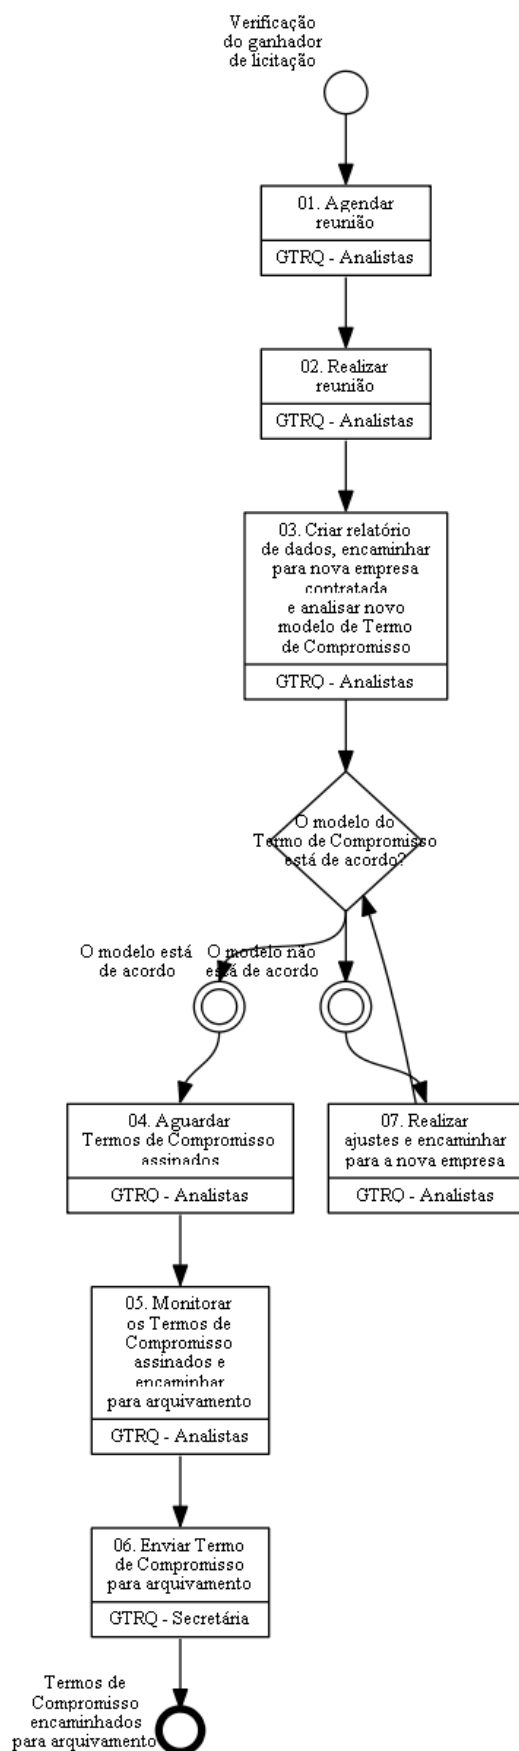 Verificação
do ganhador
de licitação
01. Agendar
reunião
GTRQ - Analistas
02. Realizar
reunião
GTRQ - Analistas
03. Criar relatório
de dados, encaminhar
para nova empresa
contratada
e analisar novo
modelo de Termo
de Compromisso
GTRQ - Analistas
O modelo do
Termo de Compromisso
está de acordo?
O modelo está
de acordo
O modelo não
está de acordo
04. Aguardar
Termos de Compromisso
assinados
GTRQ - Analistas
07. Realizar
ajustes e encaminhar
para a nova empresa
GTRQ - Analistas
05. Monitorar
os Termos de
Compromisso
assinados e
encaminhar
para arquivamento
GTRQ - Analistas
06. Enviar Termo
de Compromisso
para arquivamento
GTRQ - Secretária
Termos de
Compromisso
encaminhados
para arquivamento